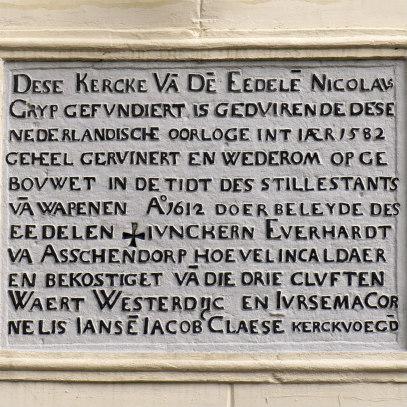 DESE KERCKE VĀ DĒ EEDELĒ NICOLAUS
GRYP GEFVNDIERT IS GEDVIRENDE DESE
NEDERLANDISCHE OORLOGE INT IÆR 1582
GEHEEL GERVINERT EN WEDEROM OP GE
BOVWET IN DE TIDT DES STILLESTANTS
VĀ WAPENEN Aº 1612 DOER BELEYDE DES
EEDELEN ✠ IVNCKERN EVERHARDT
VA ASSCHENDORP HOEVELINCALDAER
EN BEKOSTIGET VĀ DIE DRIE CLVFTEN
WAERT WESTERDIJC EN IVRSEMA COR
NELIS IANSĒ IACOB CLAESE KERCKVOEGD